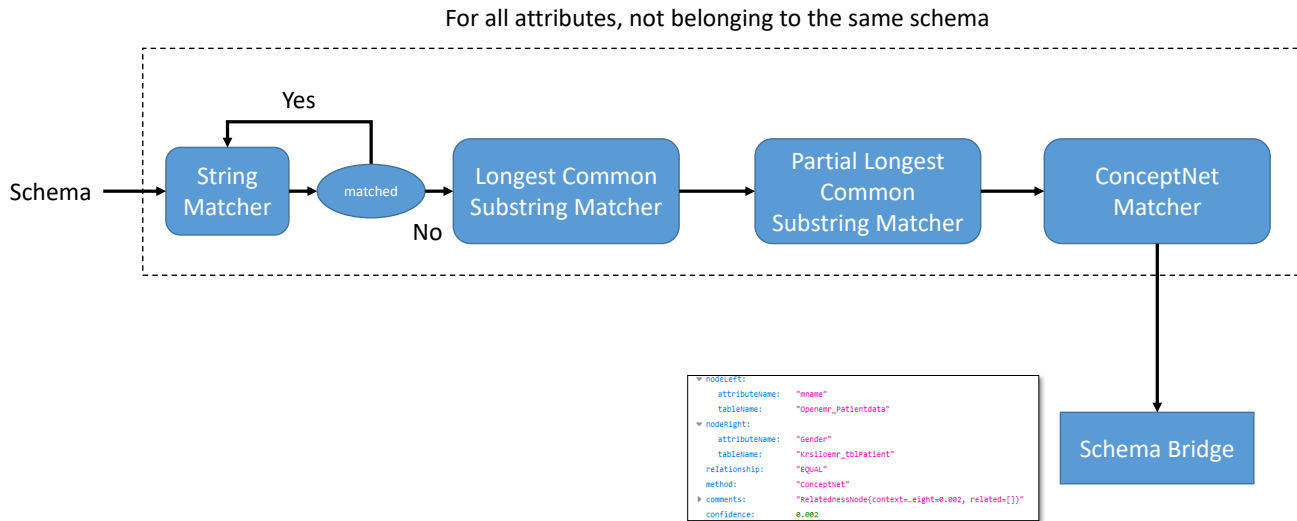 For all attributes, not belonging to the same schema
Yes
Schema
String
Matcher
matched
No
Longest Common
Substring Matcher
Partial Longest
Common
Substring Matcher
ConceptNet
Matcher
nodeLeft:
attributeName: "mname"
tableName: "Openemr_Patientdata"
nodeRight:
attributeName: "Gender"
tableName: "Krsiloemr_tblPatient"
relationship: "EQUAL"
method: "ConceptNet"
comments: "RelatednessNode{context=…eight=0.002, related=[]}"
confidence: 0.002
Schema Bridge